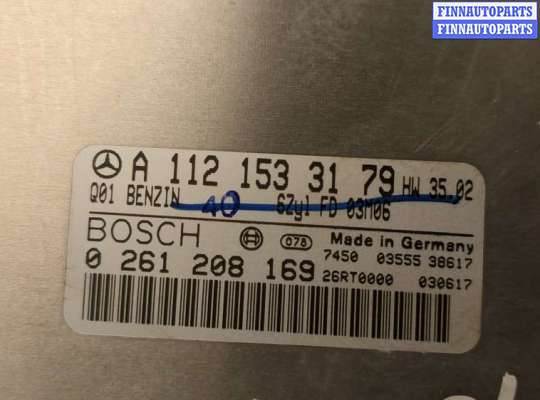 FINNAUTOPARTS
FINNAUTOPARTS
A 112 153 31 79 HW 35.02
Q01 BENZIN 6Zyl FD 03M06
40
BOSCH 078 Made in Germany
7450 03555 38617
0 261 208 169 26RT0000 030617